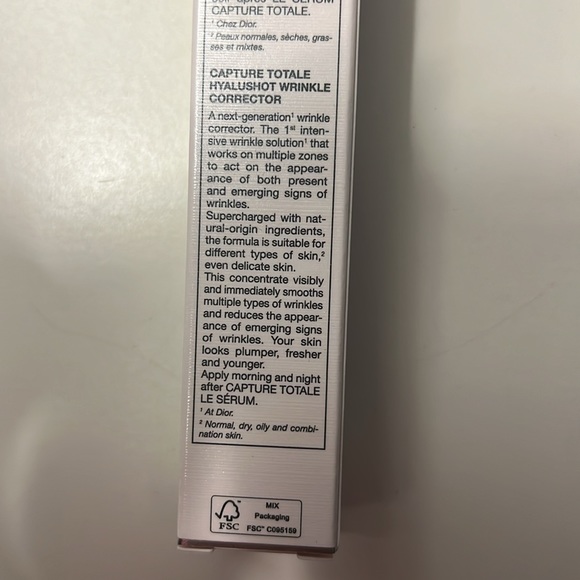 soir après LE SÉRUM
CAPTURE TOTALE.
¹ Chez Dior.
² Peaux normales, sèches, gras-
ses et mixtes.
CAPTURE TOTALE
HYALUSHOT WRINKLE
CORRECTOR
A next-generation¹ wrinkle
corrector. The 1st inten-
sive wrinkle solution¹ that
works on multiple zones
to act on the appear-
ance of both present
and emerging signs of
wrinkles.
Supercharged with nat-
ural-origin ingredients,
the formula is suitable for
different types of skin,²
even delicate skin.
This concentrate visibly
and immediately smooths
multiple types of wrinkles
and reduces the appear-
ance of emerging signs
of wrinkles. Your skin
looks plumper, fresher
and younger.
Apply morning and night
after CAPTURE TOTALE
LE SÉRUM.
¹ At Dior.
² Normal, dry, oily and combi-
nation skin.
FSC
MIX
Packaging
FSC® C095159